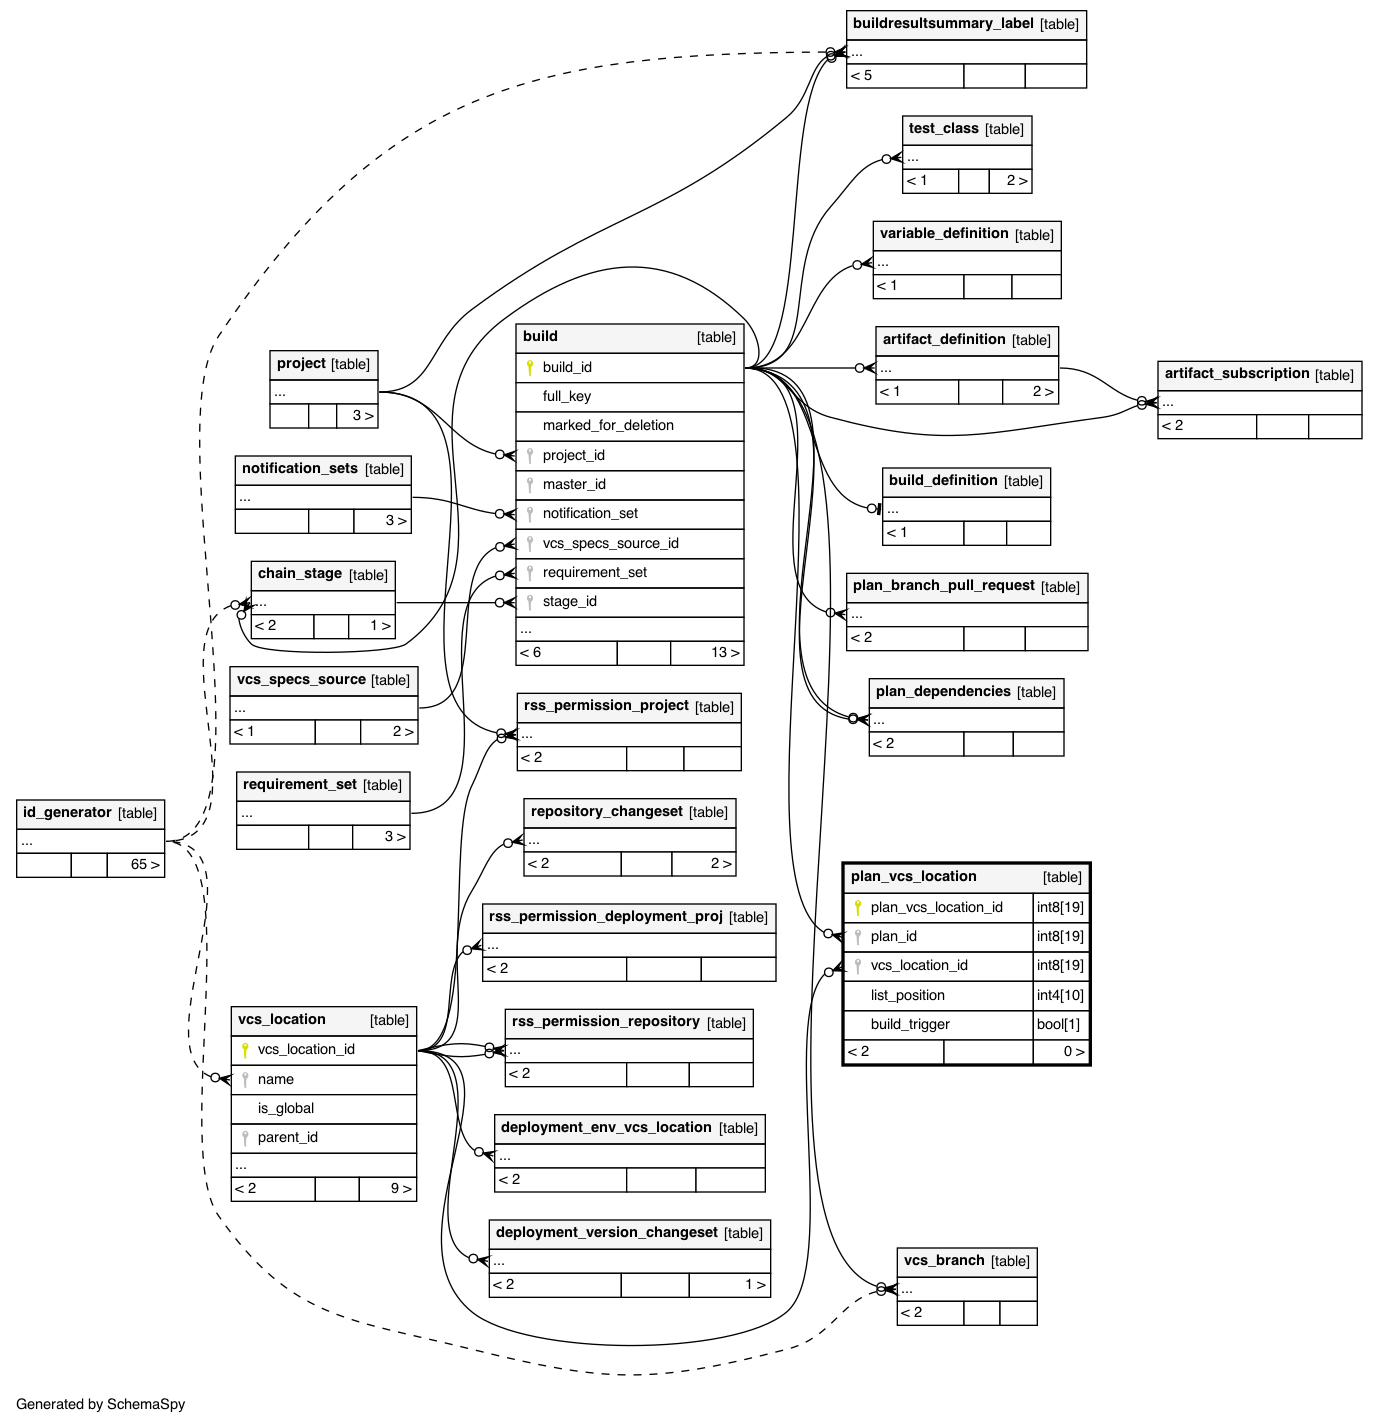 buildresultsummary_label [table]
...
< 5
test_class [table]
...
< 1 2 >
variable_definition [table]
...
< 1
artifact_definition [table]
...
< 1 2 >
artifact_subscription [table]
...
< 2
build [table]
build_id
full_key
marked_for_deletion
project_id
master_id
notification_set
vcs_specs_source_id
requirement_set
stage_id
...
< 6 13 >
project [table]
...
3 >
notification_sets [table]
...
3 >
chain_stage [table]
...
< 2 1 >
vcs_specs_source [table]
...
< 1 2 >
requirement_set [table]
...
3 >
id_generator [table]
...
65 >
build_definition [table]
...
< 1
plan_branch_pull_request [table]
...
< 2
plan_dependencies [table]
...
< 2
rss_permission_project [table]
...
< 2
repository_changeset [table]
...
< 2 2 >
rss_permission_deployment_proj [table]
...
< 2
plan_vcs_location [table]
plan_vcs_location_id int8[19]
plan_id int8[19]
vcs_location_id int8[19]
list_position int4[10]
build_trigger bool[1]
< 2 0 >
vcs_location [table]
vcs_location_id
name
is_global
parent_id
...
< 2 9 >
rss_permission_repository [table]
...
< 2
deployment_env_vcs_location [table]
...
< 2
deployment_version_changeset [table]
...
< 2 1 >
vcs_branch [table]
...
< 2
Generated by SchemaSpy